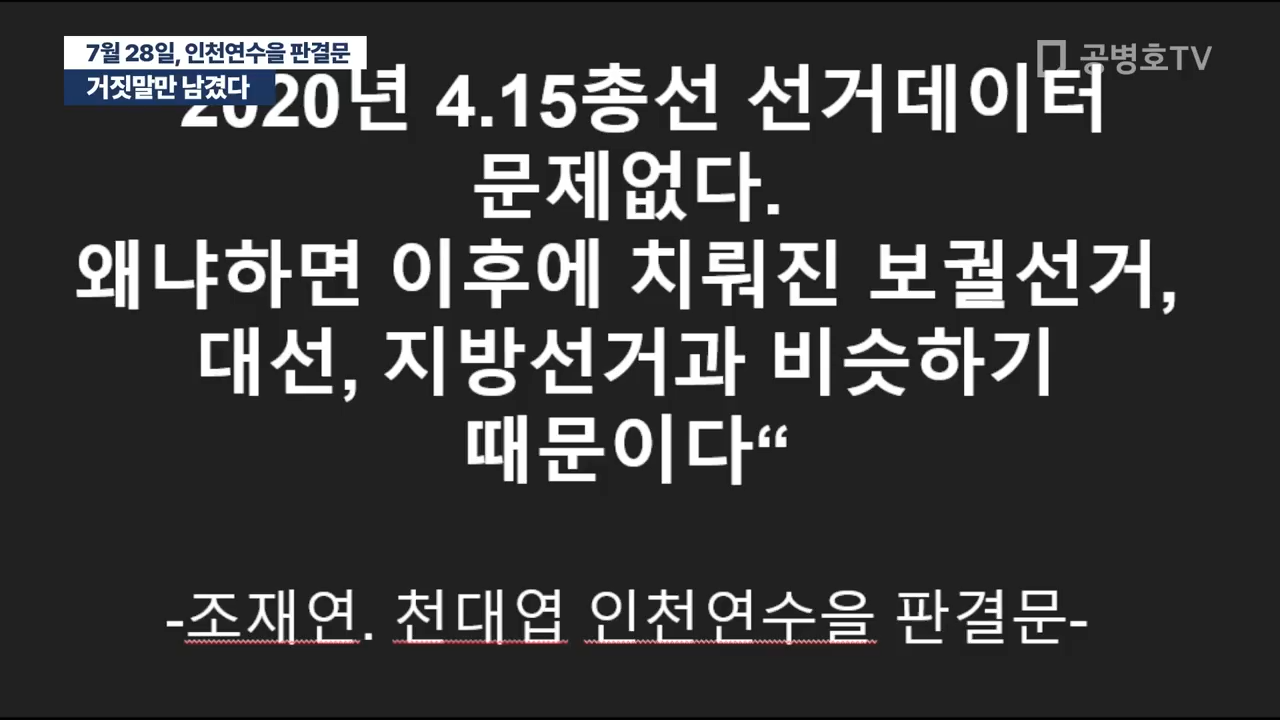 7월 28일, 인천연수을 판결문
거짓말만 남겼다
공병호TV
2020년 4.15총선 선거데이터
문제없다.
왜냐하면 이후에 치뤄진 보궐선거,
대선, 지방선거과 비슷하기
때문이다“
-조재연. 천대엽 인천연수을 판결문-